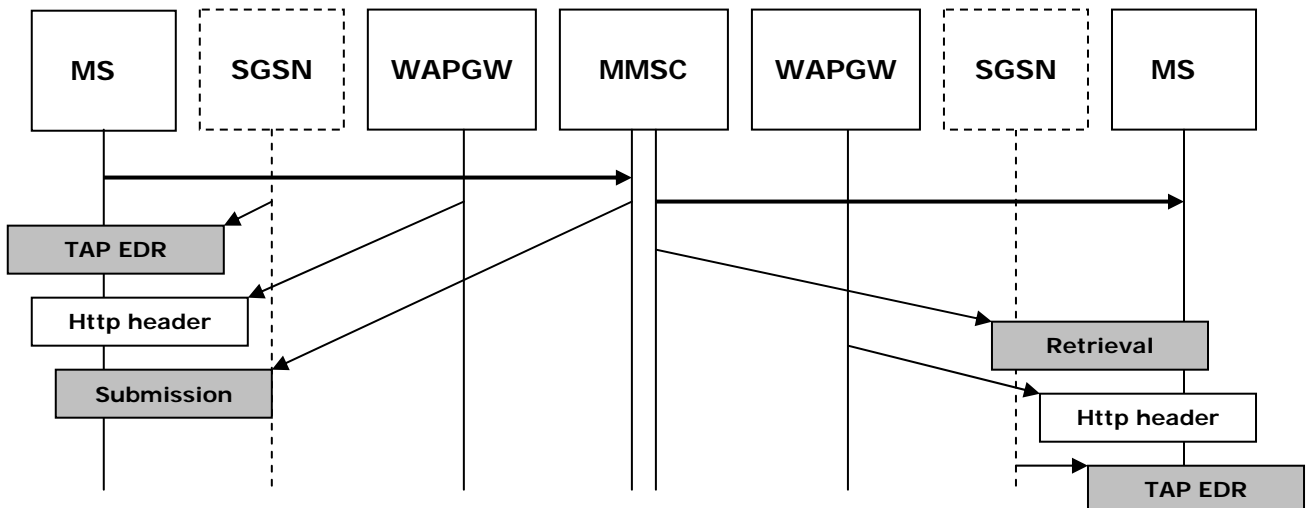 MS
SGSN
WAPGW
MMSC
WAPGW
SGSN
MS
TAP EDR
Http header
Submission
Retrieval
Http header
TAP EDR